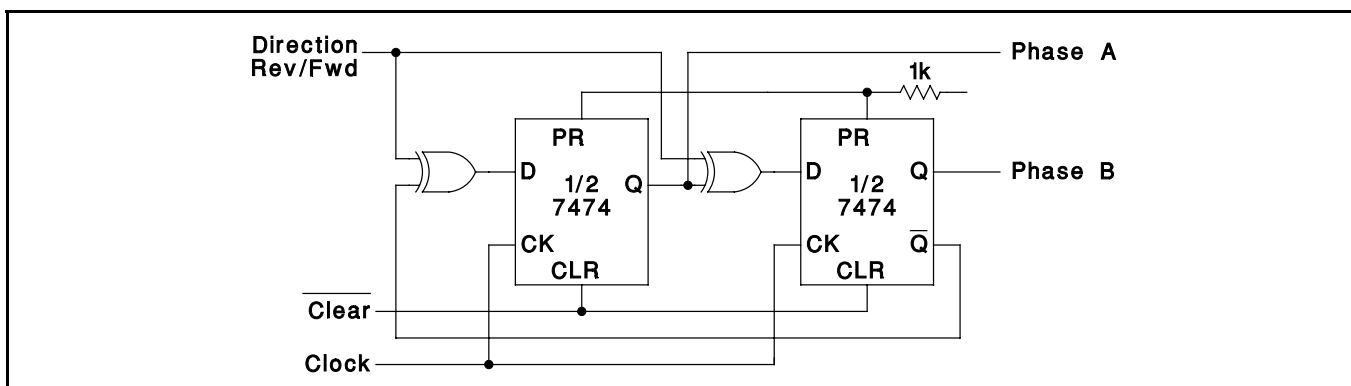 Direction
Rev/Fwd
Phase A
1k
PR
PR
D
Q
D
Q
Phase B
1/2
7474
1/2
7474
CK
CK
Q̅
CLR
CLR
C̅l̅e̅a̅r̅
Clock